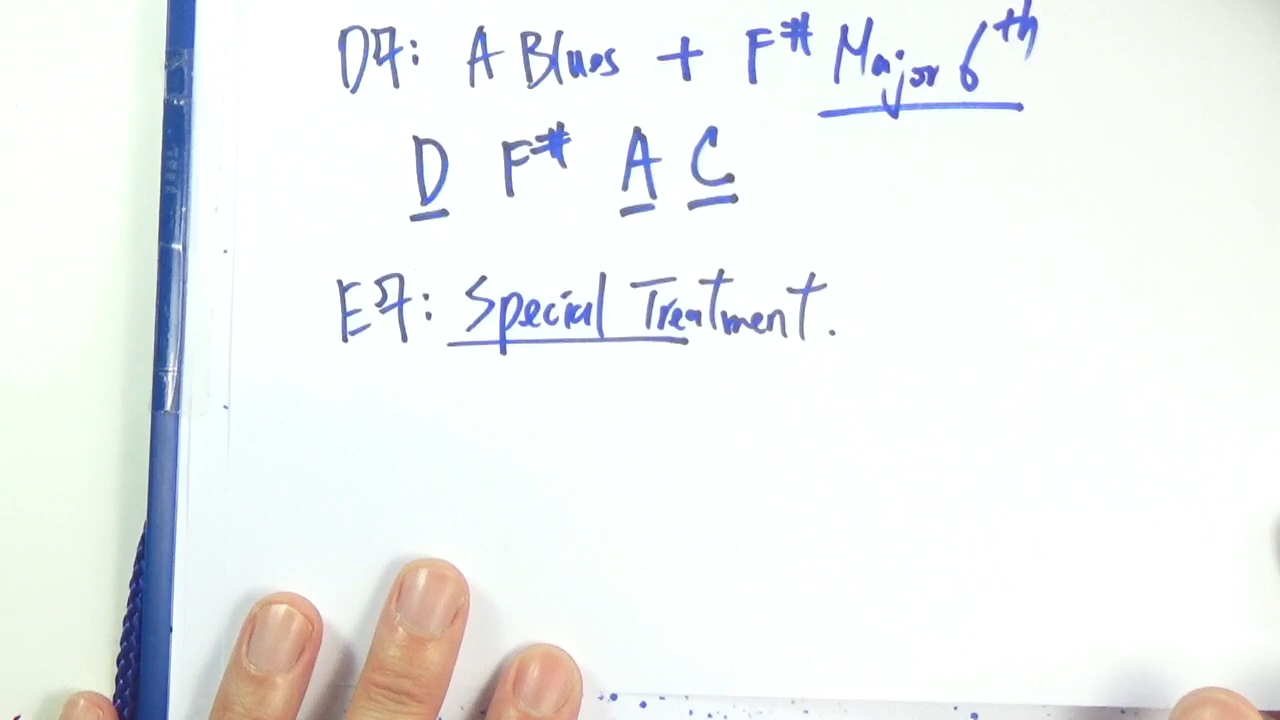 D7: A Blues + F# Major 6th
D F# A C
E7: Special Treatment.